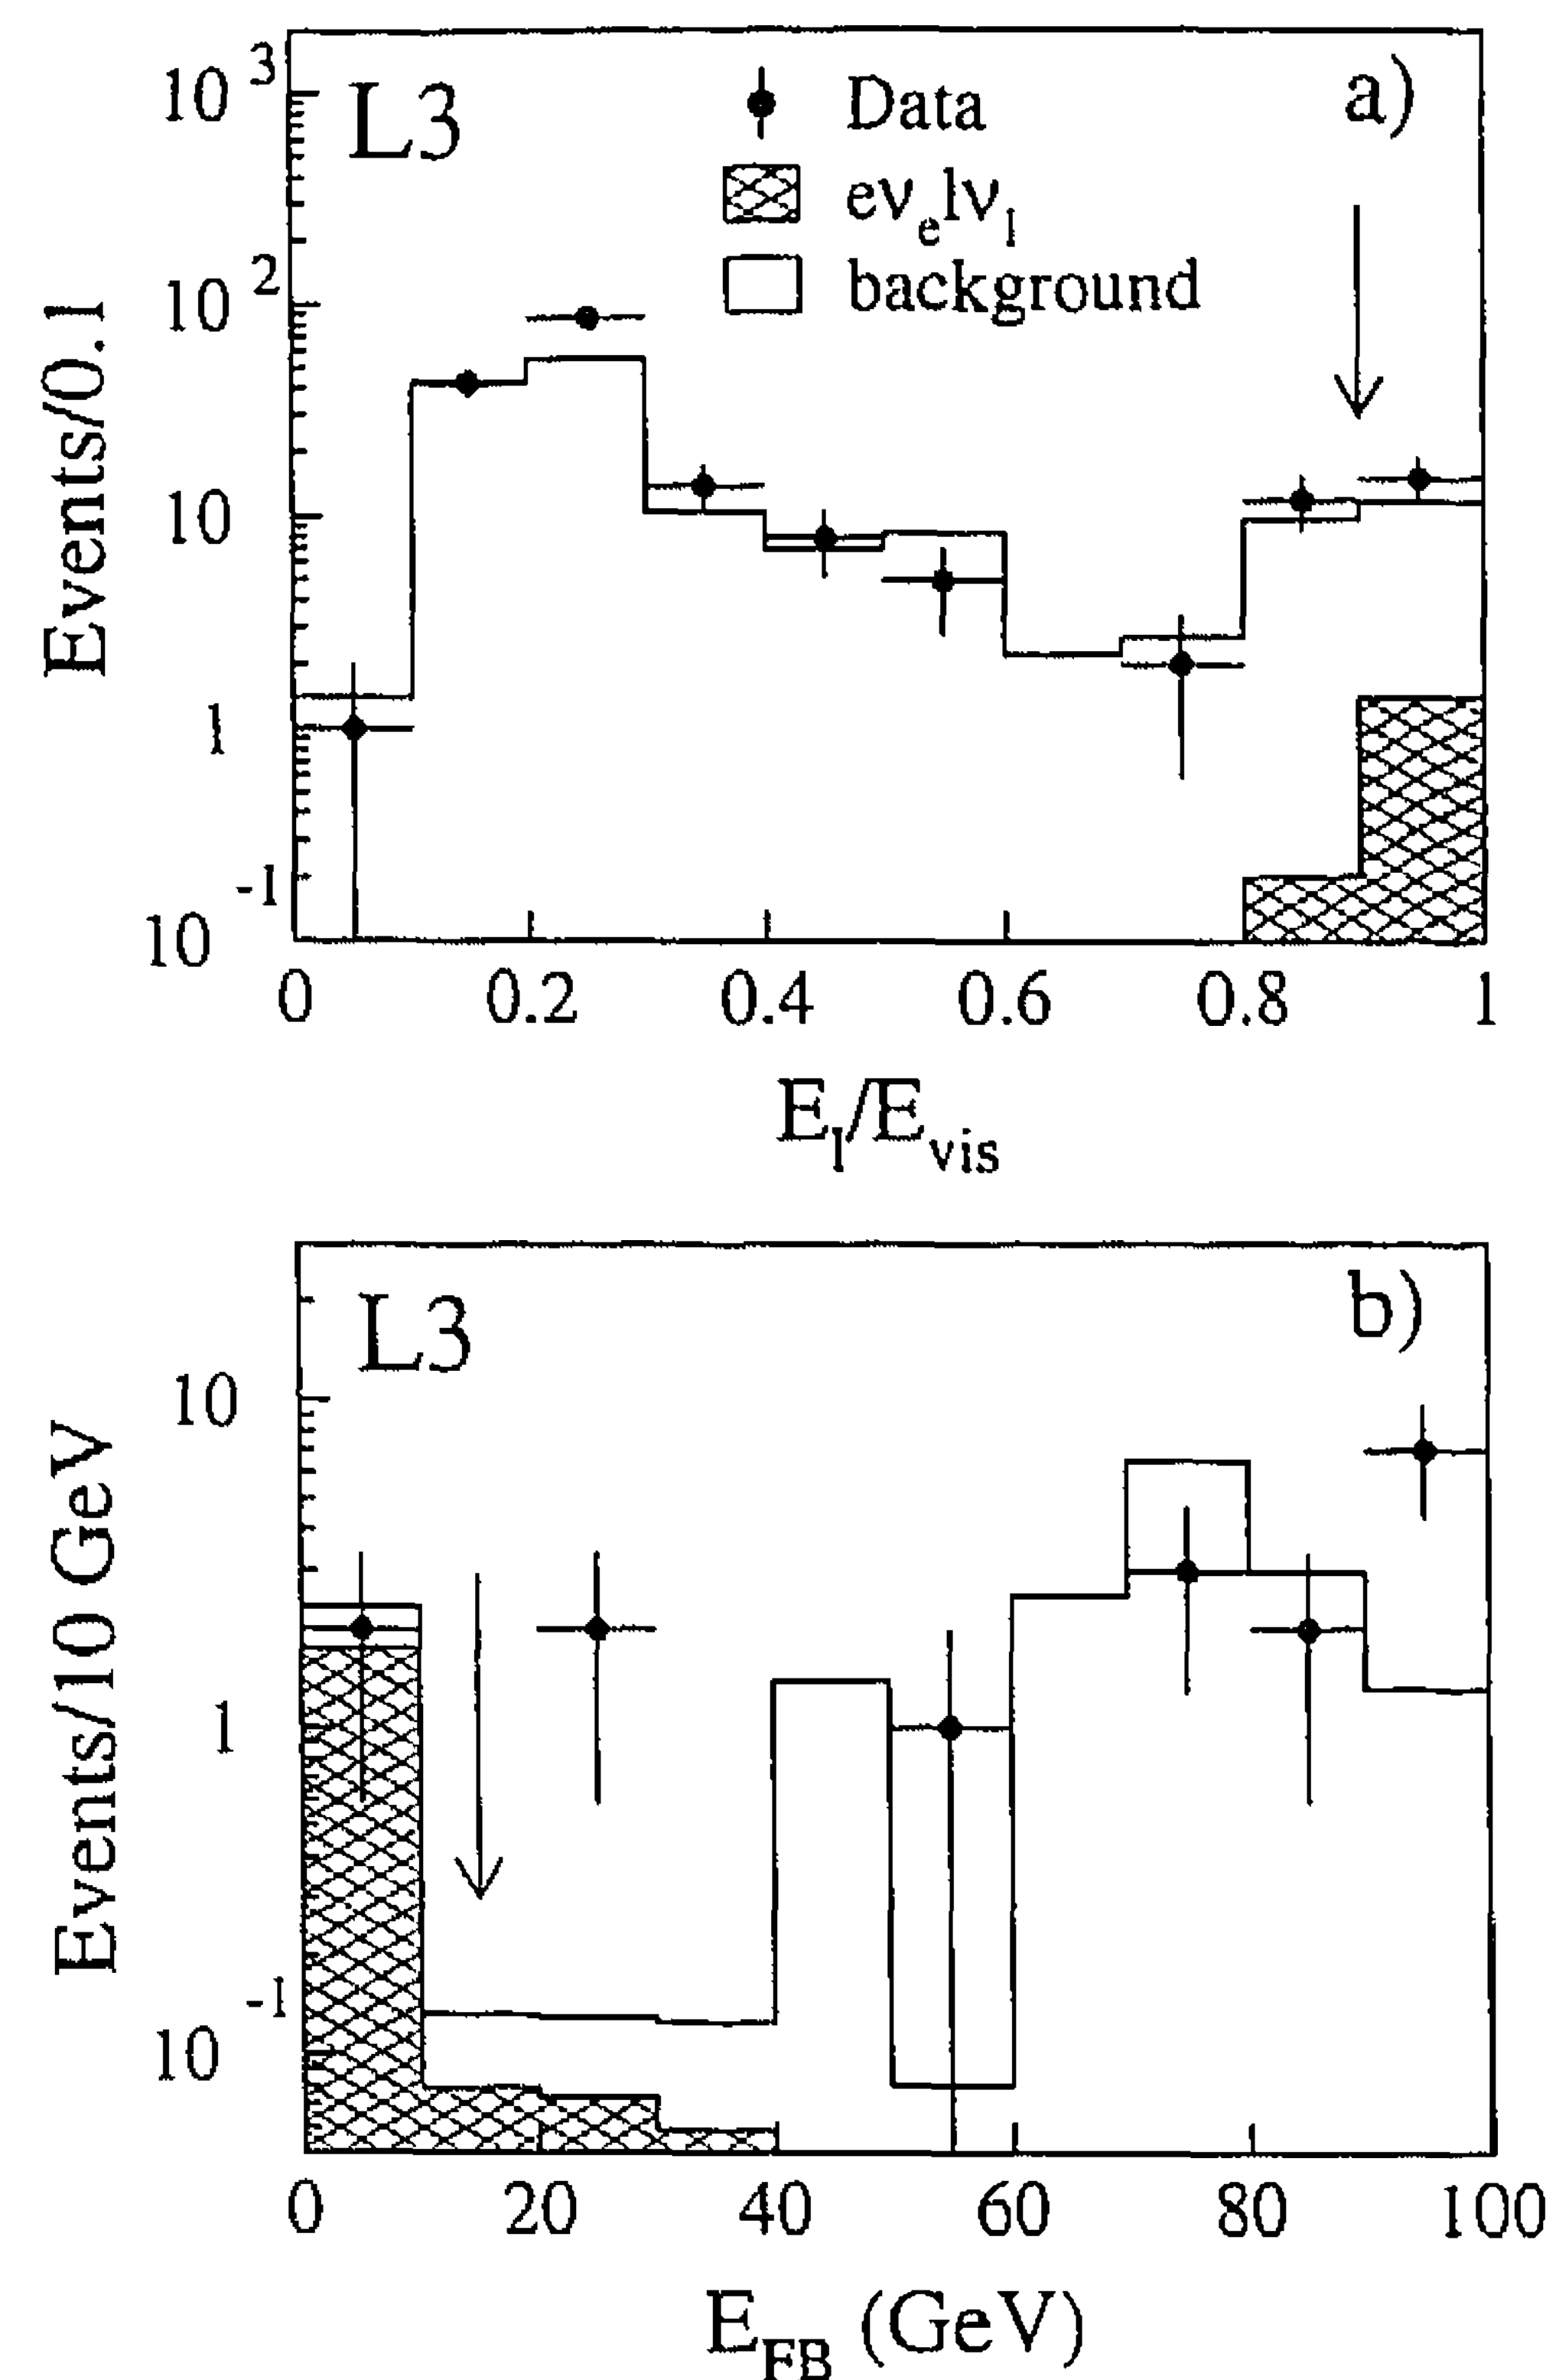 L3
a)
Data
eν_elν_l
background
Events/0.1
10^3
10^2
10
1
10^-1
0 0.2 0.4 0.6 0.8 1
E_l/E_vis
L3
b)
Events/10 GeV
10
1
10^-1
0 20 40 60 80 100
E_FB (GeV)